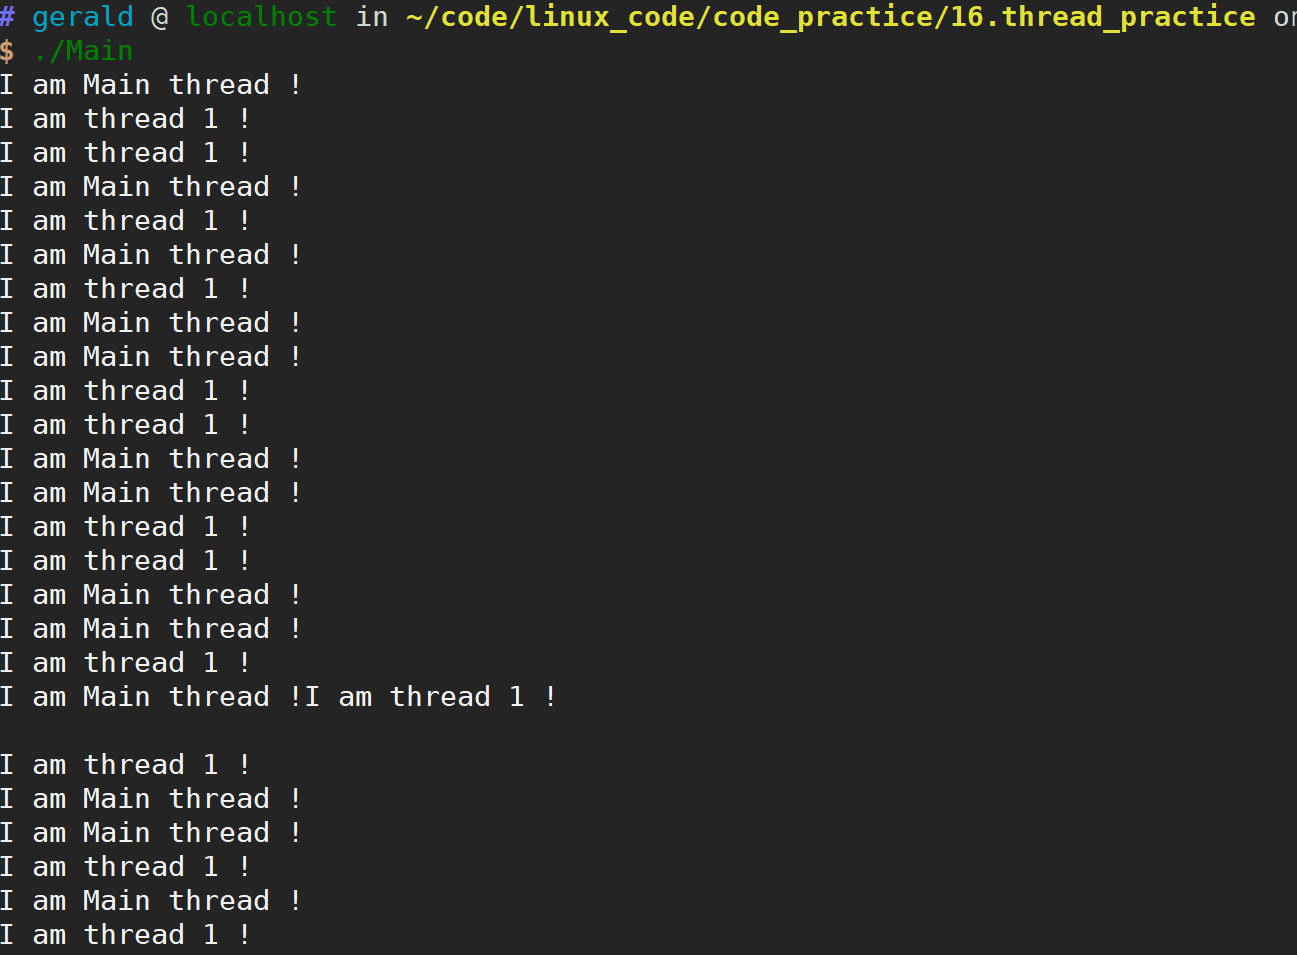 # gerald @ localhost in ~/code/linux_code/code_practice/16.thread_practice
$ ./Main
I am Main thread !
I am thread 1 !
I am thread 1 !
I am Main thread !
I am thread 1 !
I am Main thread !
I am thread 1 !
I am Main thread !
I am Main thread !
I am thread 1 !
I am thread 1 !
I am Main thread !
I am Main thread !
I am thread 1 !
I am thread 1 !
I am Main thread !
I am Main thread !
I am thread 1 !
I am Main thread !I am thread 1 !

I am thread 1 !
I am Main thread !
I am Main thread !
I am thread 1 !
I am Main thread !
I am thread 1 !